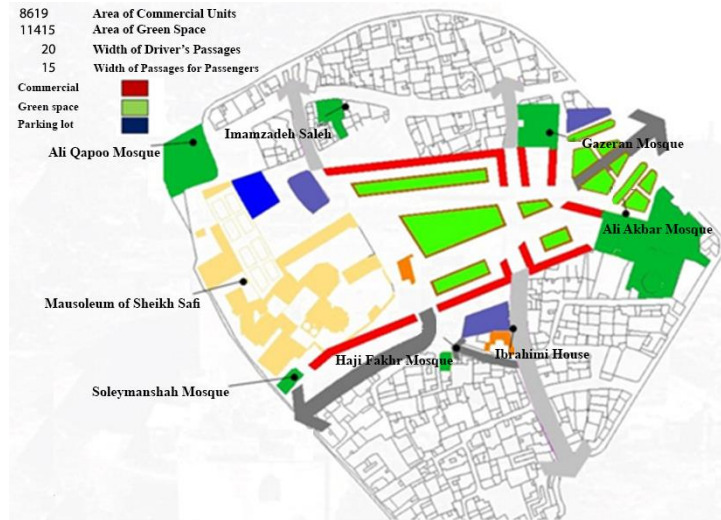 8619 Area of Commercial Units
11415 Area of Green Space
20 Width of Driver's Passages
15 Width of Passages for Passengers
Commercial
Green space
Parking lot
Imamzadeh Saleh
Ali Qapoo Mosque
Gazeran Mosque
Ali Akbar Mosque
Mausoleum of Sheikh Safi
Haji Fakhr Mosque
Ibrahimi House
Soleymanshah Mosque